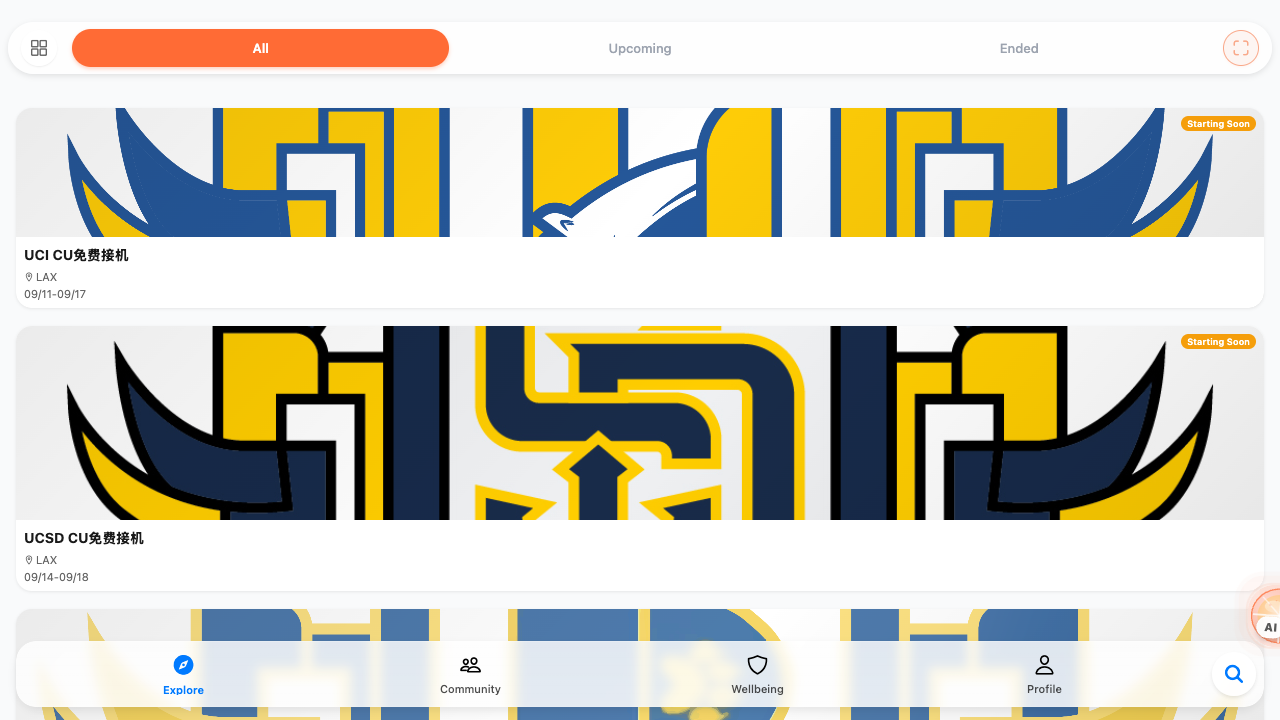 All
Upcoming
Ended
Starting Soon
UCI CU免费接机
LAX
09/11-09/17
Starting Soon
UCSD CU免费接机
LAX
09/14-09/18
AI
Explore
Community
Wellbeing
Profile